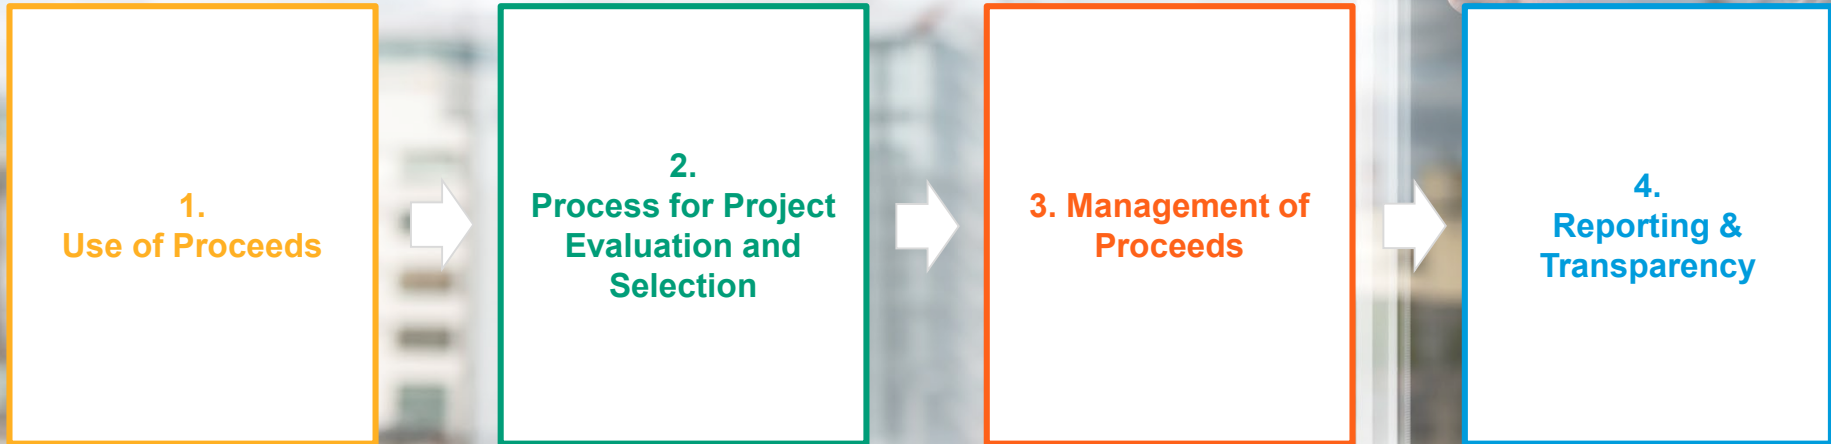 1.
Use of Proceeds
2.
Process for Project
Evaluation and
Selection
3. Management of
Proceeds
4.
Reporting &
Transparency